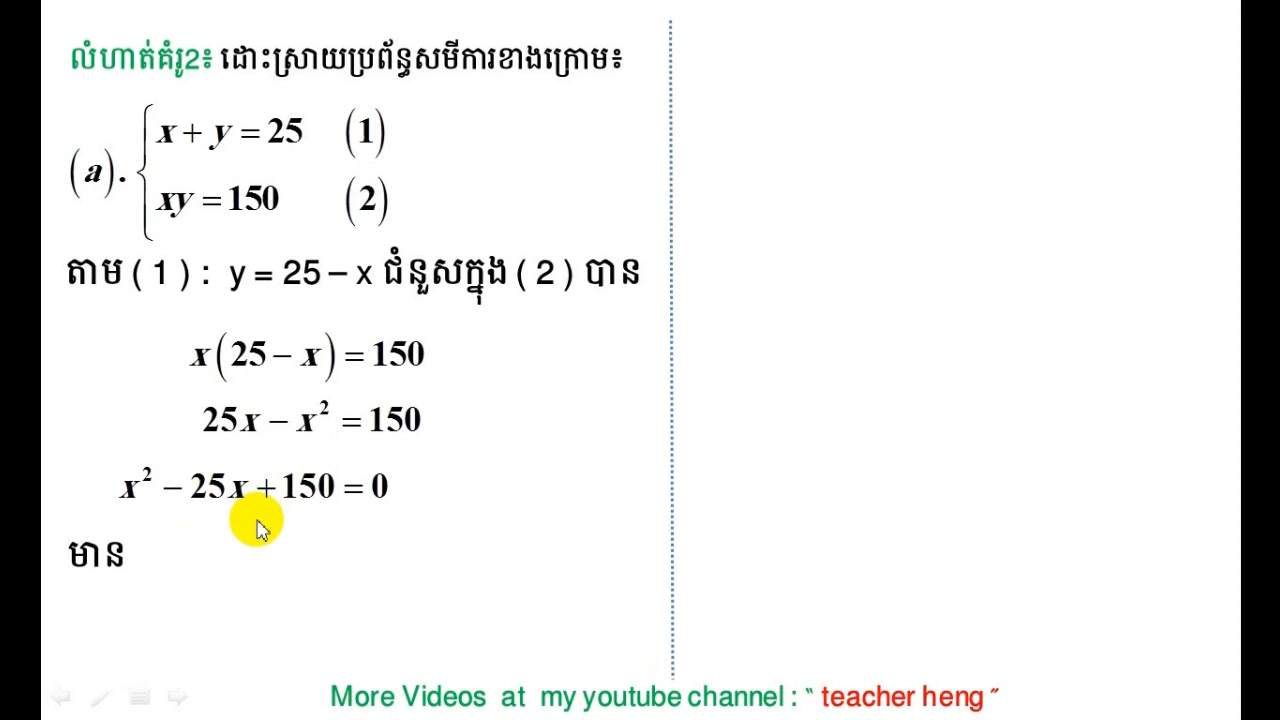 លំហាត់គំរូ2៖ ដោះស្រាយប្រព័ន្ធសមីការខាងក្រោម៖
x + y = 25 (1)
(a).
xy = 150 (2)
តាម ( 1 ) : y = 25 – x ជំនួសក្នុង ( 2 ) បាន
x(25 − x) = 150
25x − x² = 150
x² − 25x + 150 = 0
មាន
More Videos at my youtube channel : “ teacher heng ”